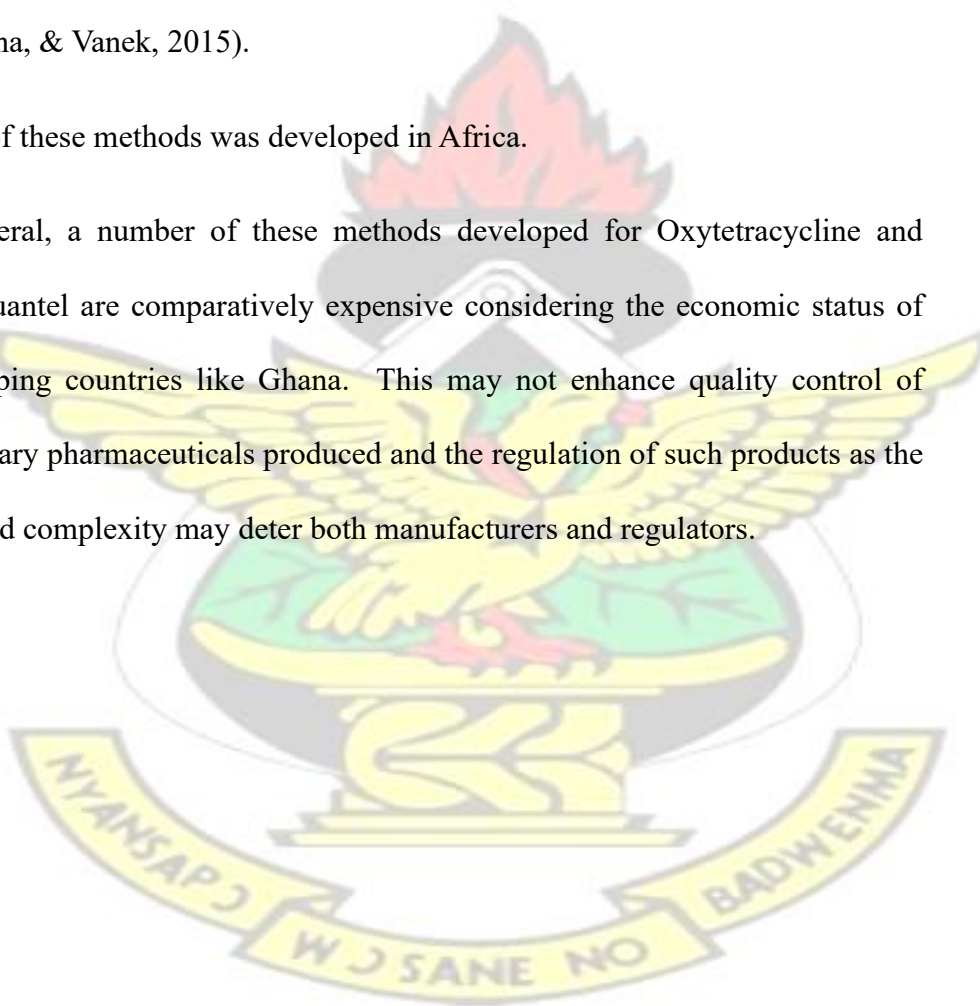 na, & Vanek, 2015).
f these methods was developed in Africa.
eral, a number of these methods developed for Oxytetracycline and
uantel are comparatively expensive considering the economic status of
ping countries like Ghana. This may not enhance quality control of
ary pharmaceuticals produced and the regulation of such products as the
d complexity may deter both manufacturers and regulators.
NYANSAPƆ
WƆSANE NO
BADWENMA